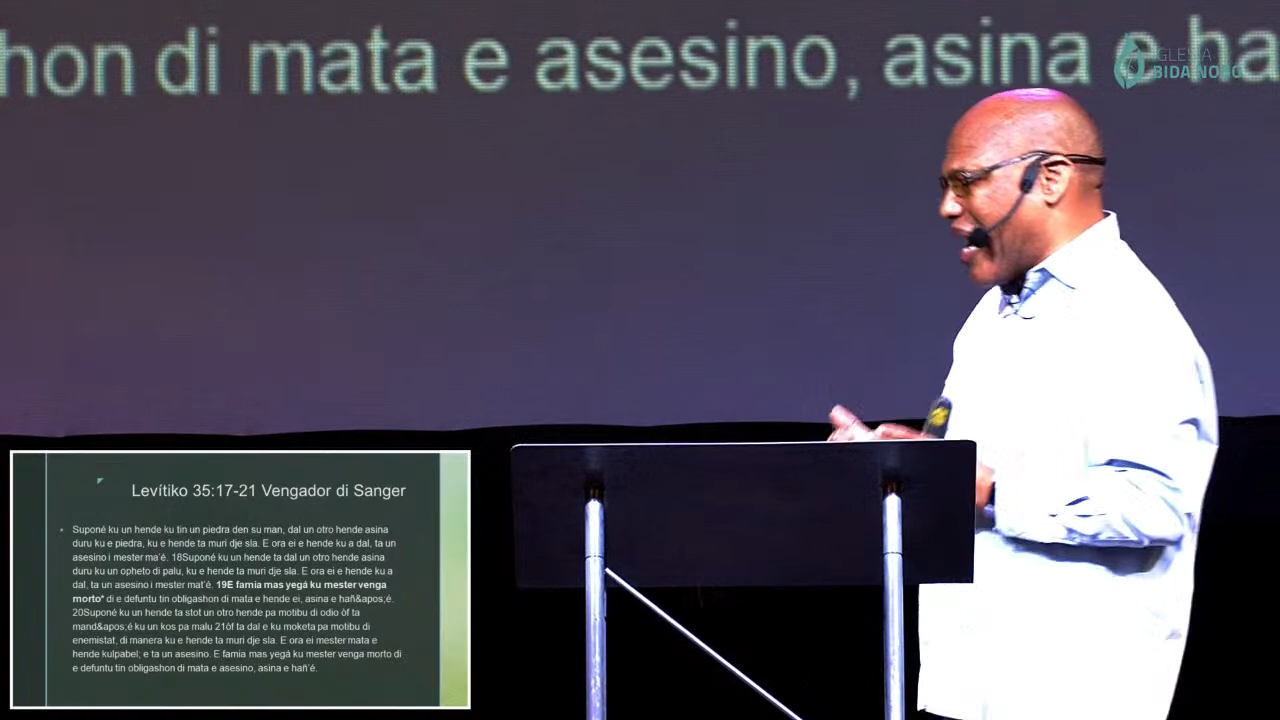 hon di mata e asesino, asina e ha
IGLESIA
BIDA NOBO
Levítiko 35:17-21 Vengador di Sanger
Suponé ku un hende ku tin un piedra den su man, dal un otro hende asina
duru ku e piedra, ku e hende ta muri dje sla. E ora ei e hende ku a dal, ta un
asesino i mester ma'é. 18Suponé ku un hende ta dal un otro hende asina
duru ku un opheto di palu, ku e hende ta muri dje sla. E ora ei e hende ku a
dal, ta un asesino i mester mat'é. 19E famia mas yegá ku mester venga
morto* di e defuntu tin obligashon di mata e hende ei, asina e hañ&apos;é.
20Suponé ku un hende ta stot un otro hende pa motibu di odio òf ta
mand&apos;é ku un kos pa malu 21òf ta dal e ku moketa pa motibu di
enemistat, di manera ku e hende ta muri dje sla. E ora ei mester mata e
hende kulpabel; e ta un asesino. E famia mas yegá ku mester venga morto di
e defuntu tin obligashon di mata e asesino, asina e hañ'é.